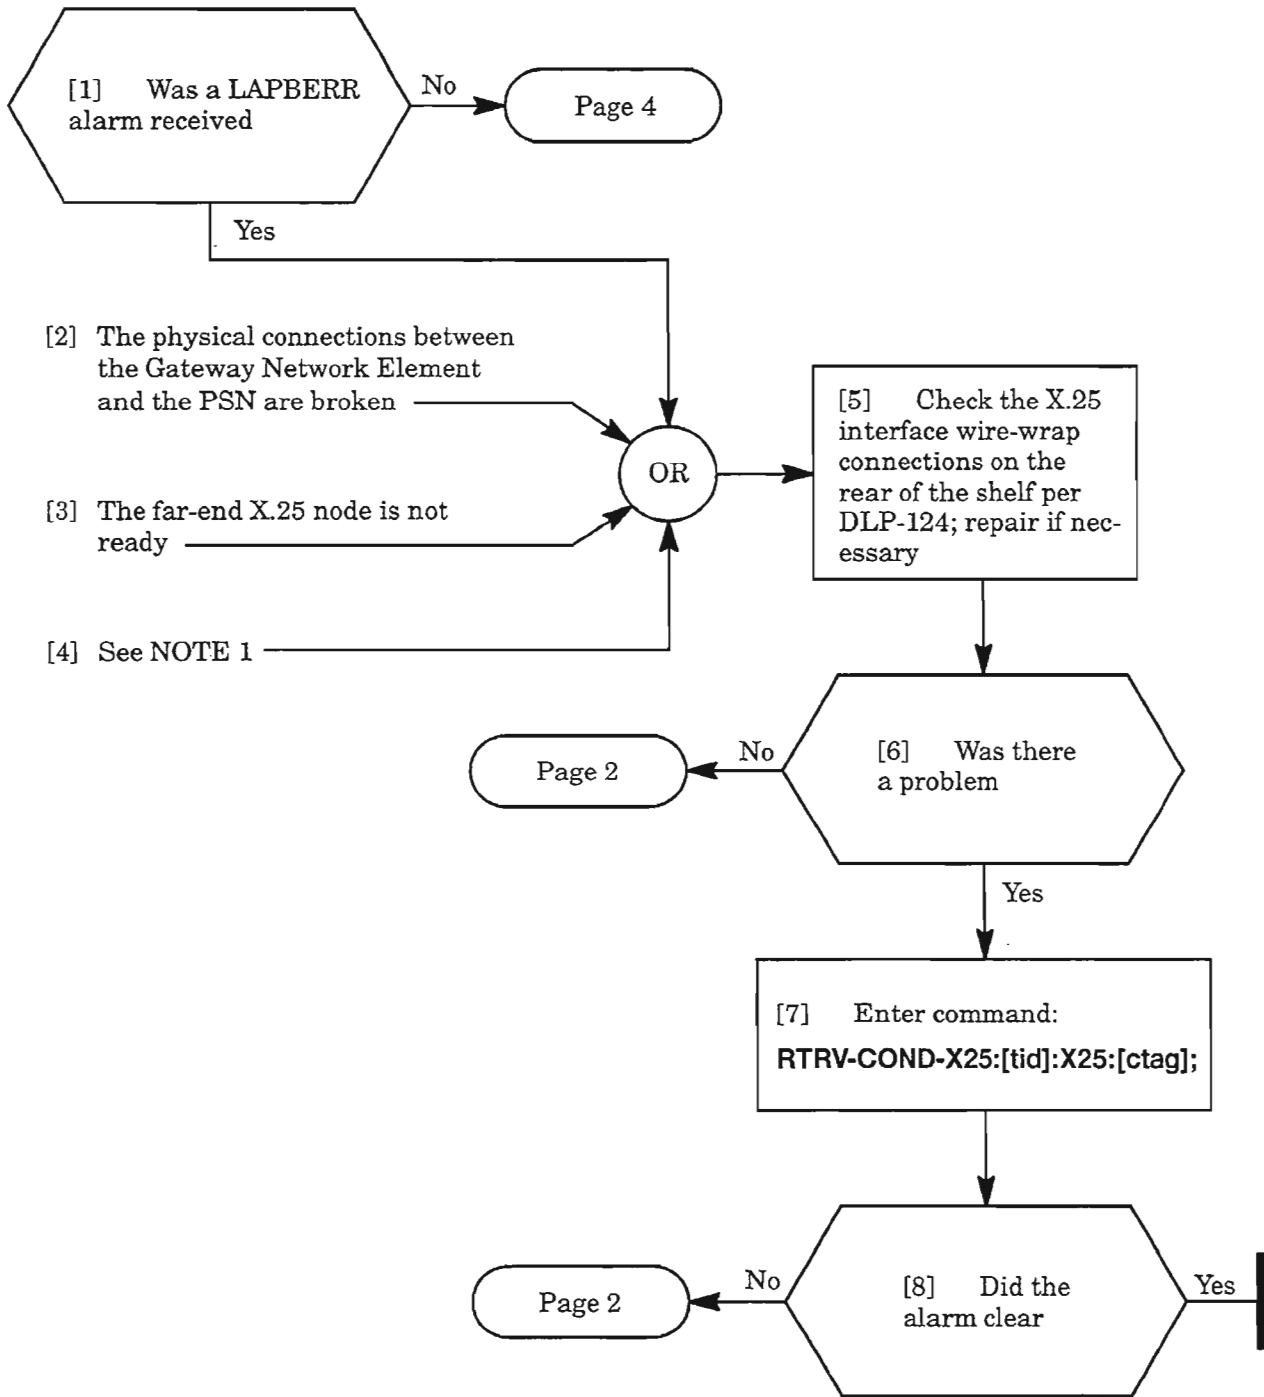 [1] Was a LAPBERR
alarm received
No
Page 4
Yes
[2] The physical connections between
the Gateway Network Element
and the PSN are broken
[3] The far-end X.25 node is not
ready
[4] See NOTE 1
OR
[5] Check the X.25
interface wire-wrap
connections on the
rear of the shelf per
DLP-124; repair if nec-
essary
[6] Was there
a problem
No
Page 2
Yes
[7] Enter command:
RTRV-COND-X25:[tid]:X25:[ctag];
[8] Did the
alarm clear
No
Page 2
Yes